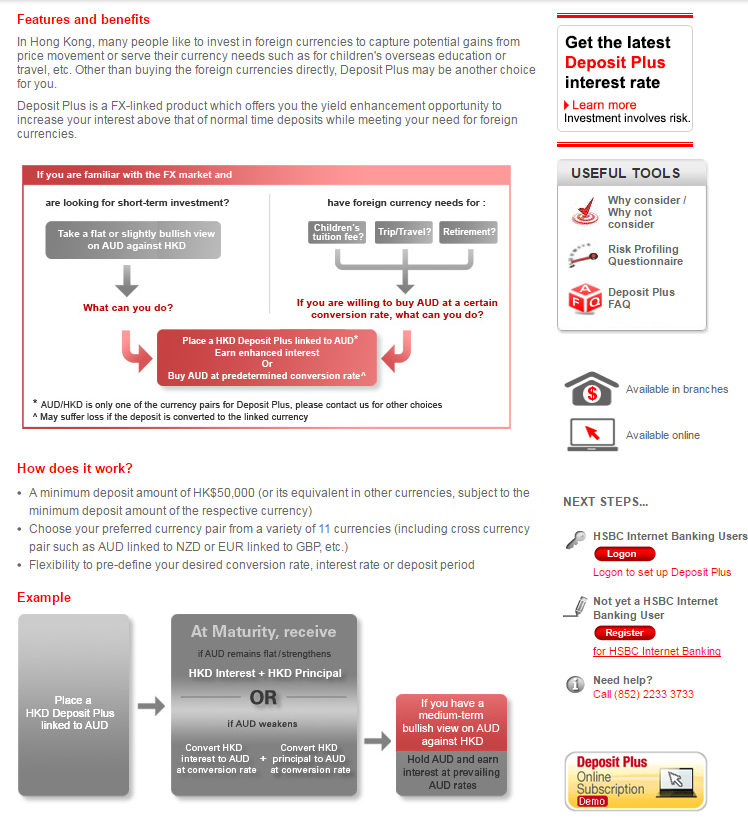 Features and benefits
In Hong Kong, many people like to invest in foreign currencies to capture potential gains from
price movement or serve their currency needs such as for children's overseas education or
travel, etc. Other than buying the foreign currencies directly, Deposit Plus may be another choice
for you.
Deposit Plus is a FX-linked product which offers you the yield enhancement opportunity to
increase your interest above that of normal time deposits while meeting your need for foreign
currencies.
If you are familiar with the FX market and
are looking for short-term investment?
Take a flat or slightly bullish view
on AUD against HKD
What can you do?
have foreign currency needs for :
Children's
tuition fee?
Trip/Travel?
Retirement?
If you are willing to buy AUD at a certain
conversion rate, what can you do?
Place a HKD Deposit Plus linked to AUD*
Earn enhanced interest
Or
Buy AUD at predetermined conversion rate^
* AUD/HKD is only one of the currency pairs for Deposit Plus, please contact us for other choices
^ May suffer loss if the deposit is converted to the linked currency
How does it work?
• A minimum deposit amount of HK$50,000 (or its equivalent in other currencies, subject to the
minimum deposit amount of the respective currency)
• Choose your preferred currency pair from a variety of 11 currencies (including cross currency
pair such as AUD linked to NZD or EUR linked to GBP, etc.)
• Flexibility to pre-define your desired conversion rate, interest rate or deposit period
Example
Place a
HKD Deposit Plus
linked to AUD
At Maturity, receive
if AUD remains flat/strengthens
HKD Interest + HKD Principal
OR
if AUD weakens
Convert HKD
interest to AUD
at conversion rate
+
Convert HKD
principal to AUD
at conversion rate
If you have a
medium-term
bullish view on AUD
against HKD
Hold AUD and earn
interest at prevailing
AUD rates
Get the latest
Deposit Plus
interest rate
Learn more
Investment involves risk.
USEFUL TOOLS
Why consider /
Why not
consider
Risk Profiling
Questionnaire
F
A
Q
Deposit Plus
FAQ
$
Available in branches
Available online
NEXT STEPS...
HSBC Internet Banking Users
Logon
Logon to set up Deposit Plus
Not yet a HSBC Internet
Banking User
Register
for HSBC Internet Banking
i
Need help?
Call (852) 2233 3733
Deposit Plus
Online
Subscription
Demo